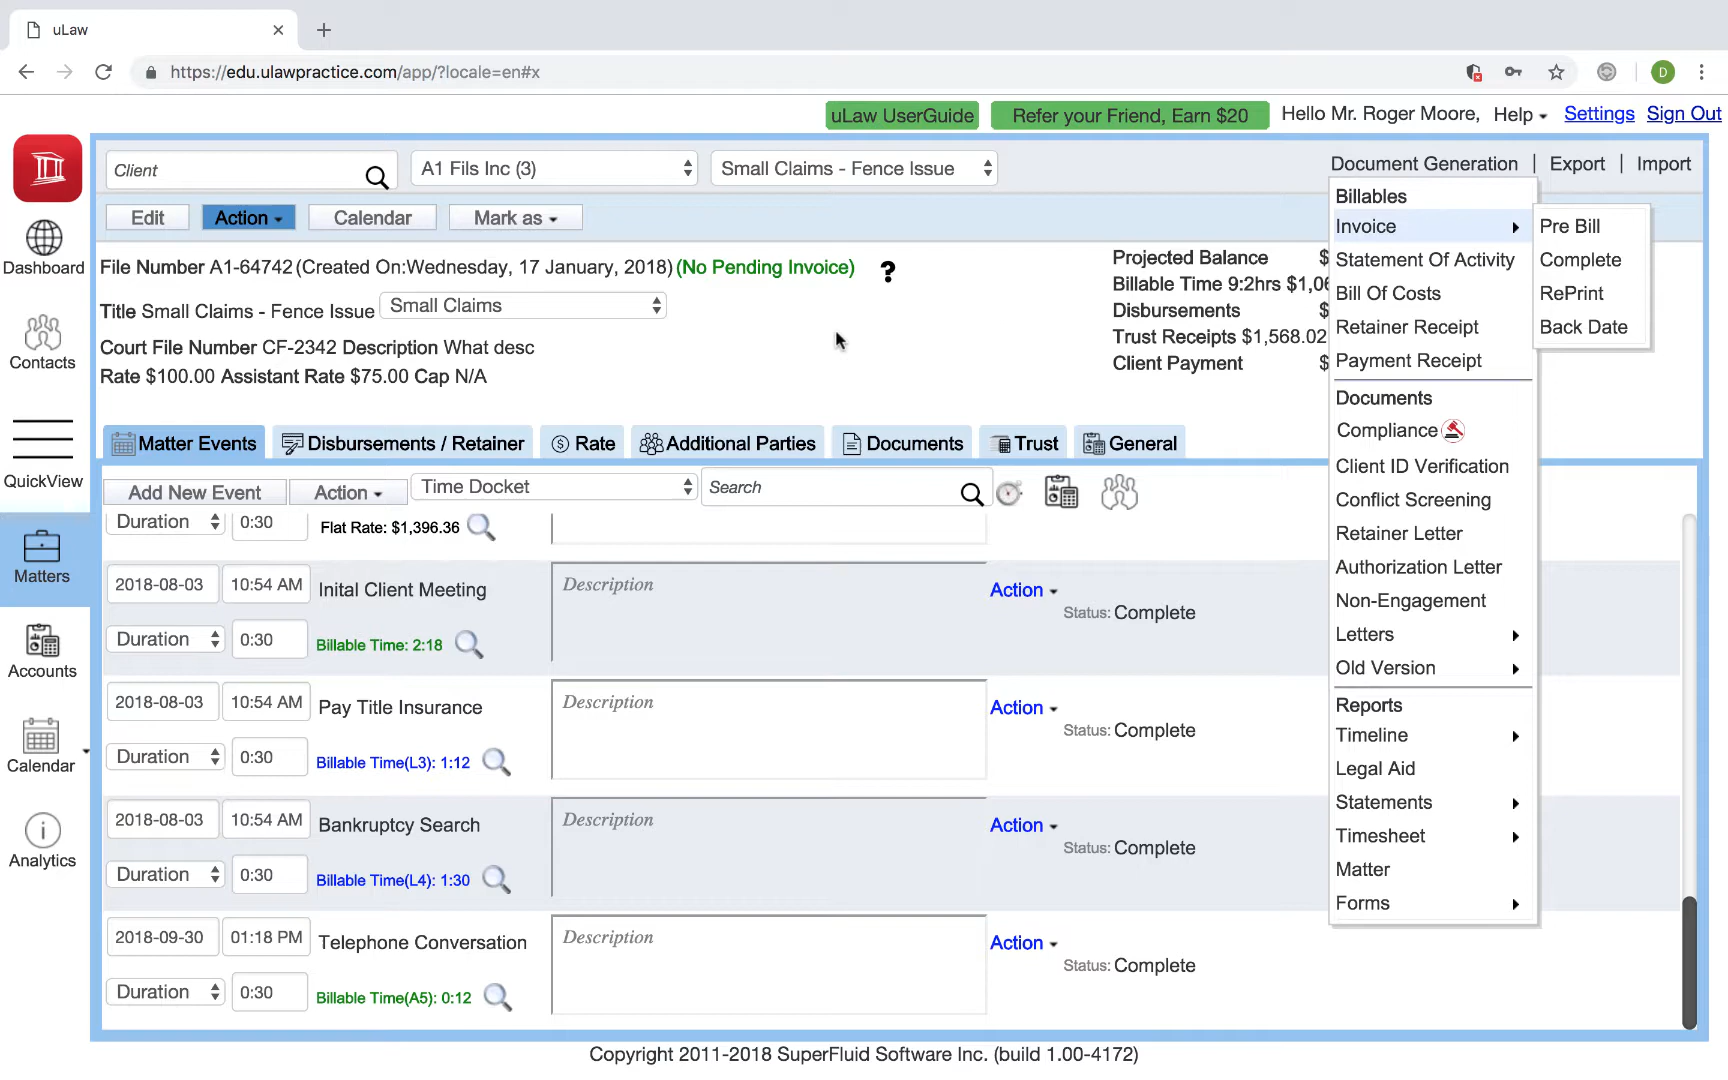 uLaw
https://edu.ulawpractice.com/app/?locale=en#x
D
uLaw UserGuide
Refer your Friend, Earn $20
Hello Mr. Roger Moore,
Help
Settings
Sign Out
Client
A1 Fils Inc (3)
Small Claims - Fence Issue
Document Generation | Export | Import
Edit
Action
Calendar
Mark as
File Number A1-64742(Created On:Wednesday, 17 January, 2018)(No Pending Invoice) ?
Title Small Claims - Fence Issue
Small Claims
Court File Number CF-2342 Description What desc
Rate $100.00 Assistant Rate $75.00 Cap N/A
Projected Balance $
Billable Time 9:2hrs
Disbursements $
Trust Receipts $1,568.02
Client Payment $
Billables
Invoice
Statement Of Activity
Bill Of Costs
Retainer Receipt
Payment Receipt
Documents
Compliance
Client ID Verification
Conflict Screening
Retainer Letter
Authorization Letter
Non-Engagement
Letters
Old Version
Reports
Timeline
Legal Aid
Statements
Timesheet
Matter
Forms
Pre Bill
Complete
RePrint
Back Date
Dashboard
Contacts
QuickView
Matters
Accounts
Calendar
Analytics
Matter Events
Disbursements / Retainer
Rate
Additional Parties
Documents
Trust
General
Add New Event
Action
Time Docket
Search
Duration
0:30
Flat Rate: $1,396.36
2018-08-03
10:54 AM
Inital Client Meeting
Description
Action
Status: Complete
Duration
0:30
Billable Time: 2:18
2018-08-03
10:54 AM
Pay Title Insurance
Description
Action
Status: Complete
Duration
0:30
Billable Time(L3): 1:12
2018-08-03
10:54 AM
Bankruptcy Search
Description
Action
Status: Complete
Duration
0:30
Billable Time(L4): 1:30
2018-09-30
01:18 PM
Telephone Conversation
Description
Action
Status: Complete
Duration
0:30
Billable Time(A5): 0:12
Copyright 2011-2018 SuperFluid Software Inc. (build 1.00-4172)